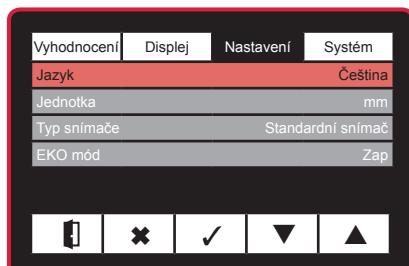 Vyhodnocení Displej Nastavení Systém
Jazyk Čeština
Jednotka mm
Typ snímače Standardní snímač
EKO mód Zap